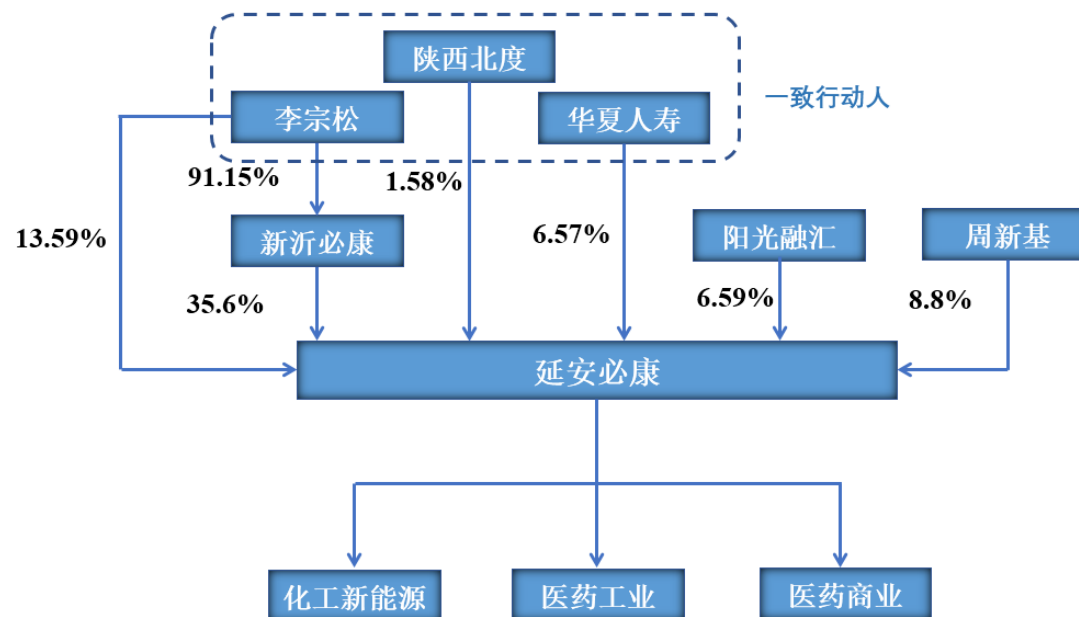 陕西北度
一致行动人
李宗松
华夏人寿
91.15%
1.58%
13.59%
新沂必康
6.57%
阳光融汇
周新基
35.6%
6.59%
8.8%
延安必康
化工新能源
医药工业
医药商业